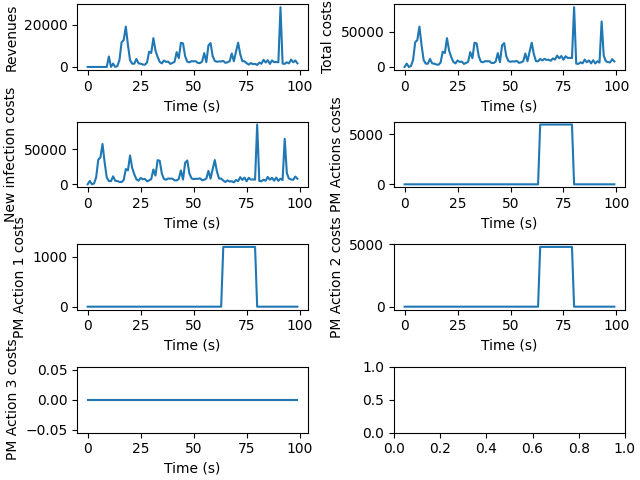 Revenues
20000
0
0 25 50 75 100
Time (s)
Total costs
50000
0
0 25 50 75 100
Time (s)
New infection costs
50000
0
0 25 50 75 100
Time (s)
PM Actions costs
5000
0
0 25 50 75 100
Time (s)
PM Action 1 costs
1000
0
0 25 50 75 100
Time (s)
PM Action 2 costs
5000
0
0 25 50 75 100
Time (s)
PM Action 3 costs
0.05
0.00
−0.05
0 25 50 75 100
Time (s)
1.0
0.5
0.0
0.0 0.2 0.4 0.6 0.8 1.0